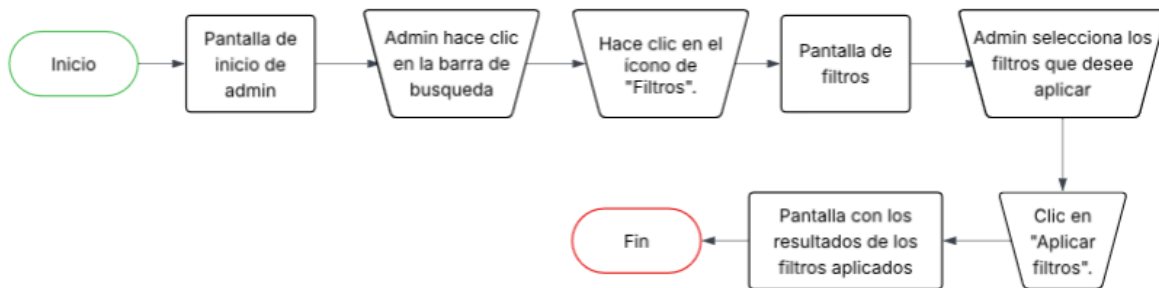 Inicio
Pantalla de
inicio de
admin
Admin hace clic
en la barra de
busqueda
Hace clic en el
ícono de
"Filtros".
Pantalla de
filtros
Admin selecciona los
filtros que desee
aplicar
Clic en
"Aplicar
filtros".
Pantalla con los
resultados de los
filtros aplicados
Fin